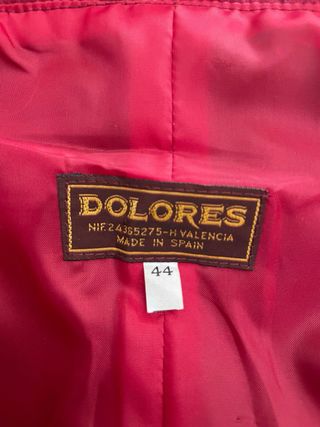 DOLORES
NIF.24365275-H VALENCIA
MADE IN SPAIN
44